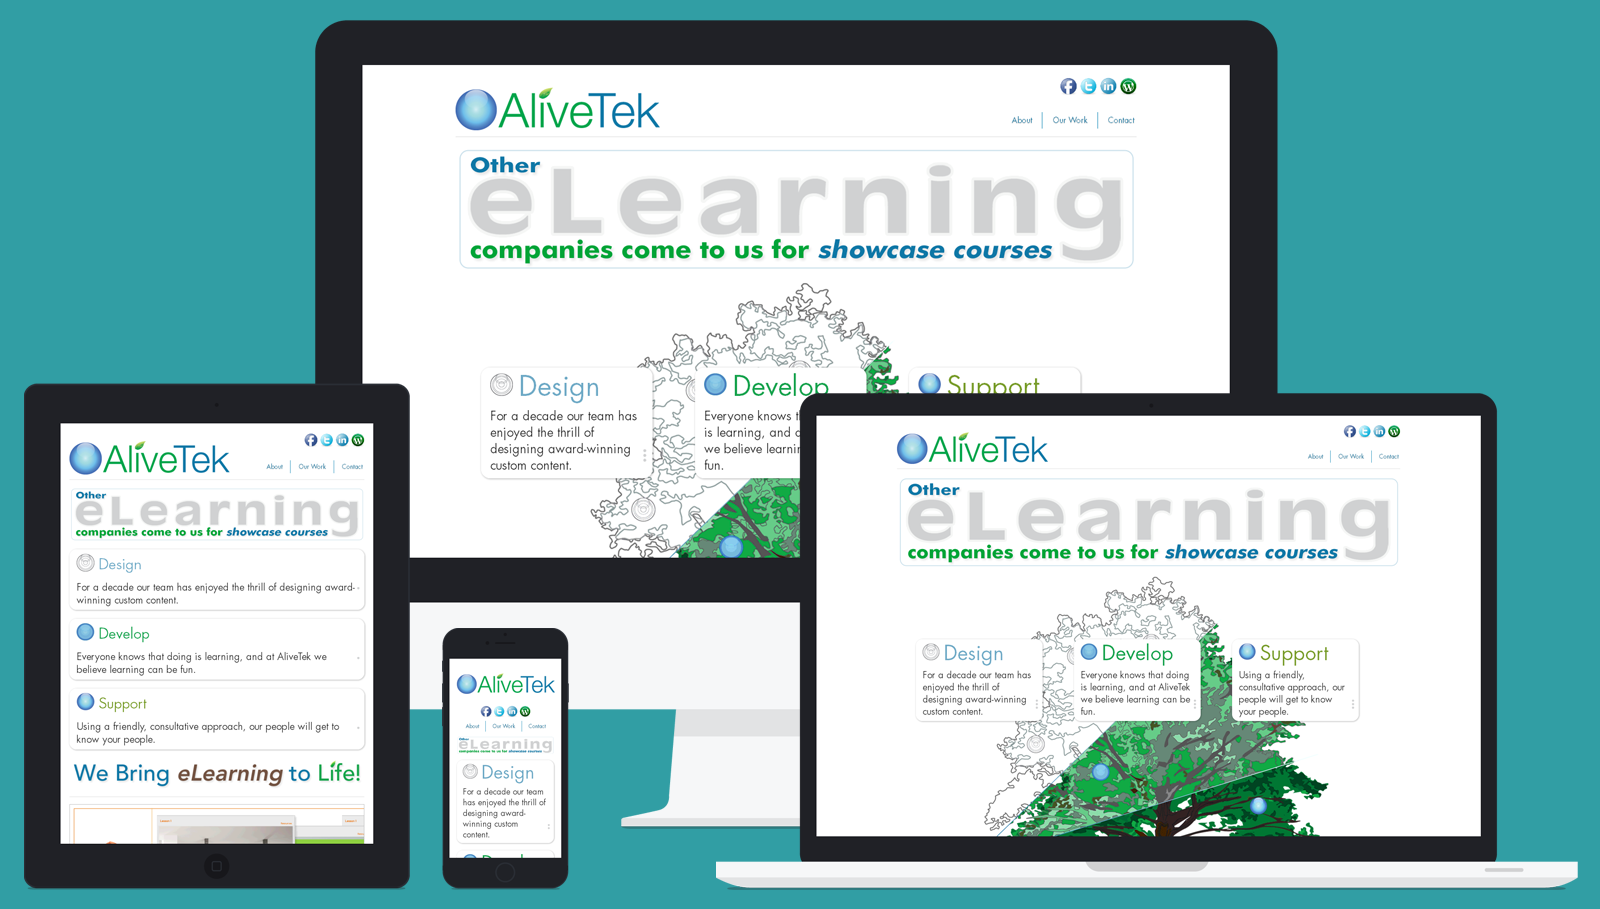 AliveTek
About
Our Work
Contact
Other
eLearning
companies come to us for showcase courses
Design
For a decade our team has
enjoyed the thrill of
designing award-winning
custom content.
Develop
Everyone knows t
is learning, and a
we believe learnin
fun.
Support
AliveTek
About
Our Work
Contact
Other
eLearning
companies come to us for showcase courses
Design
For a decade our team has enjoyed the thrill of designing award-
winning custom content.
Develop
Everyone knows that doing is learning, and at AliveTek we
believe learning can be fun.
Support
Using a friendly, consultative approach, our people will get to
know your people.
We Bring eLearning to Life!
AliveTek
About
Our Work
Contact
Other
eLearning
companies come to us for showcase courses
Design
For a decade our team
has enjoyed the thrill of
designing award-
winning custom
content.
AliveTek
About
Our Work
Contact
Other
eLearning
companies come to us for showcase courses
Design
For a decade our team has
enjoyed the thrill of
designing award-winning
custom content.
Develop
Everyone knows that doing
is learning, and at AliveTek
we believe learning can be
fun.
Support
Using a friendly,
consultative approach, our
people will get to know
your people.